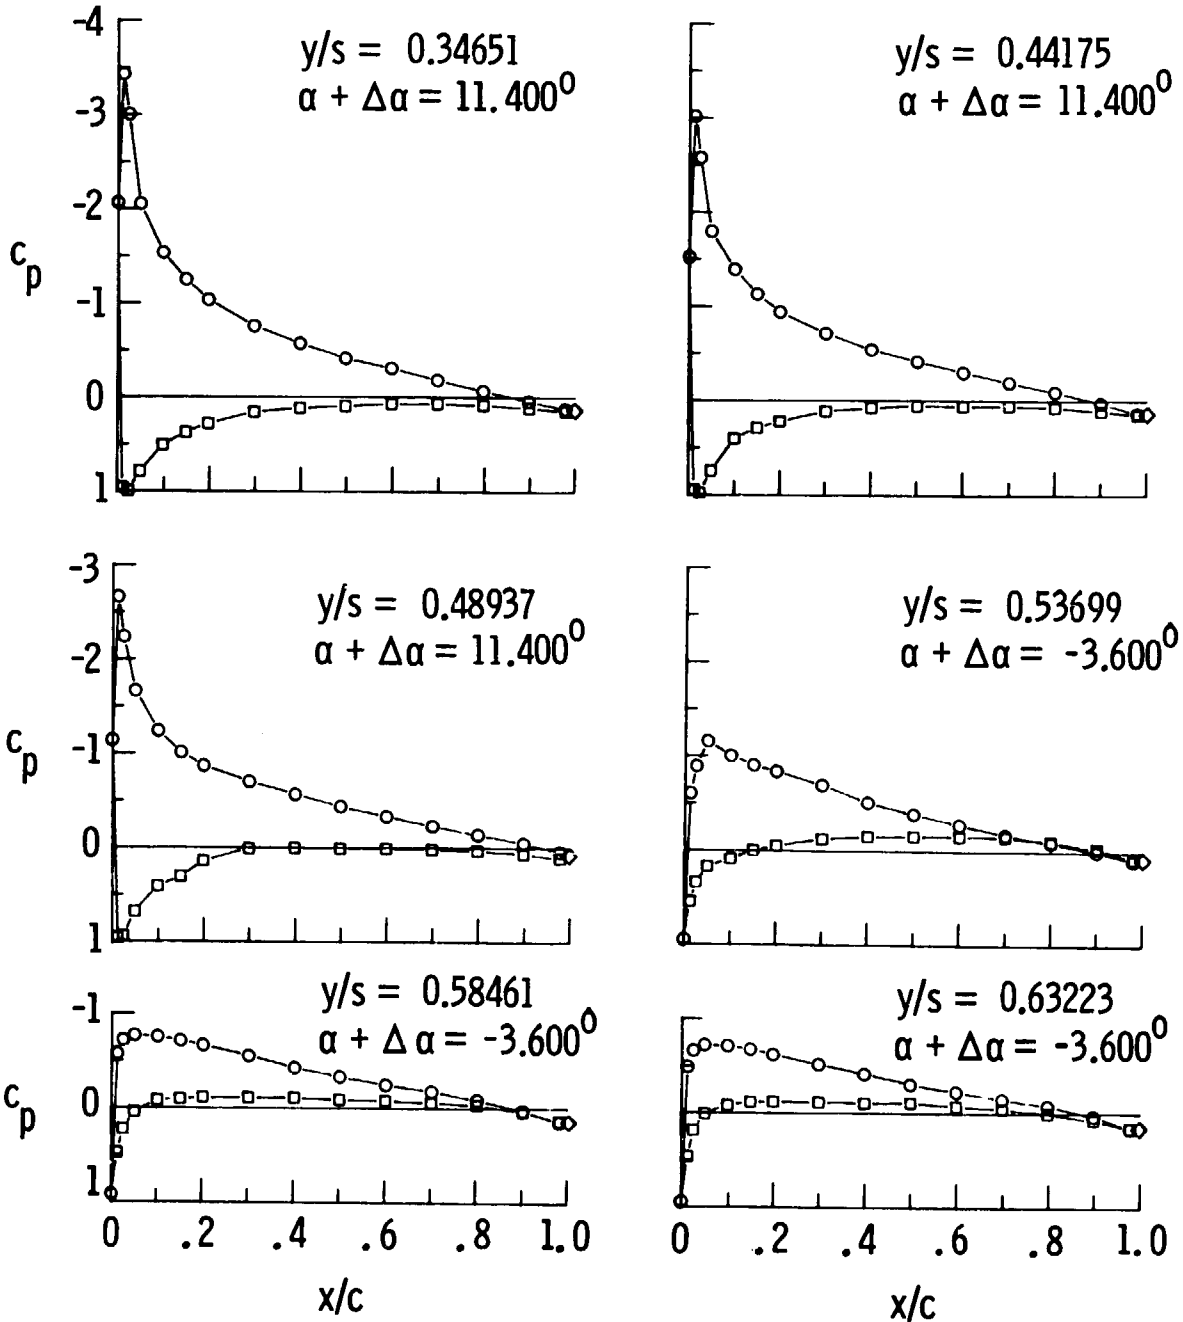 -4
-3
-2
-1
0
1
c_p
y/s = 0.34651
α + Δα = 11.400⁰
y/s = 0.44175
α + Δα = 11.400⁰
-3
-2
-1
0
1
c_p
y/s = 0.48937
α + Δα = 11.400⁰
y/s = 0.53699
α + Δα = -3.600⁰
-1
0
1
c_p
y/s = 0.58461
α + Δα = -3.600⁰
y/s = 0.63223
α + Δα = -3.600⁰
0 .2 .4 .6 .8 1.0
x/c
0 .2 .4 .6 .8 1.0
x/c